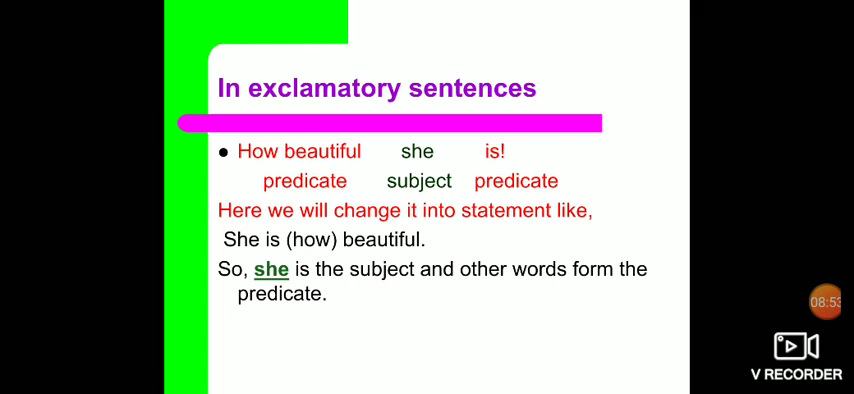 In exclamatory sentences
● How beautiful she is!
predicate subject predicate
Here we will change it into statement like,
She is (how) beautiful.
So, she is the subject and other words form the
predicate.
08:53
V RECORDER